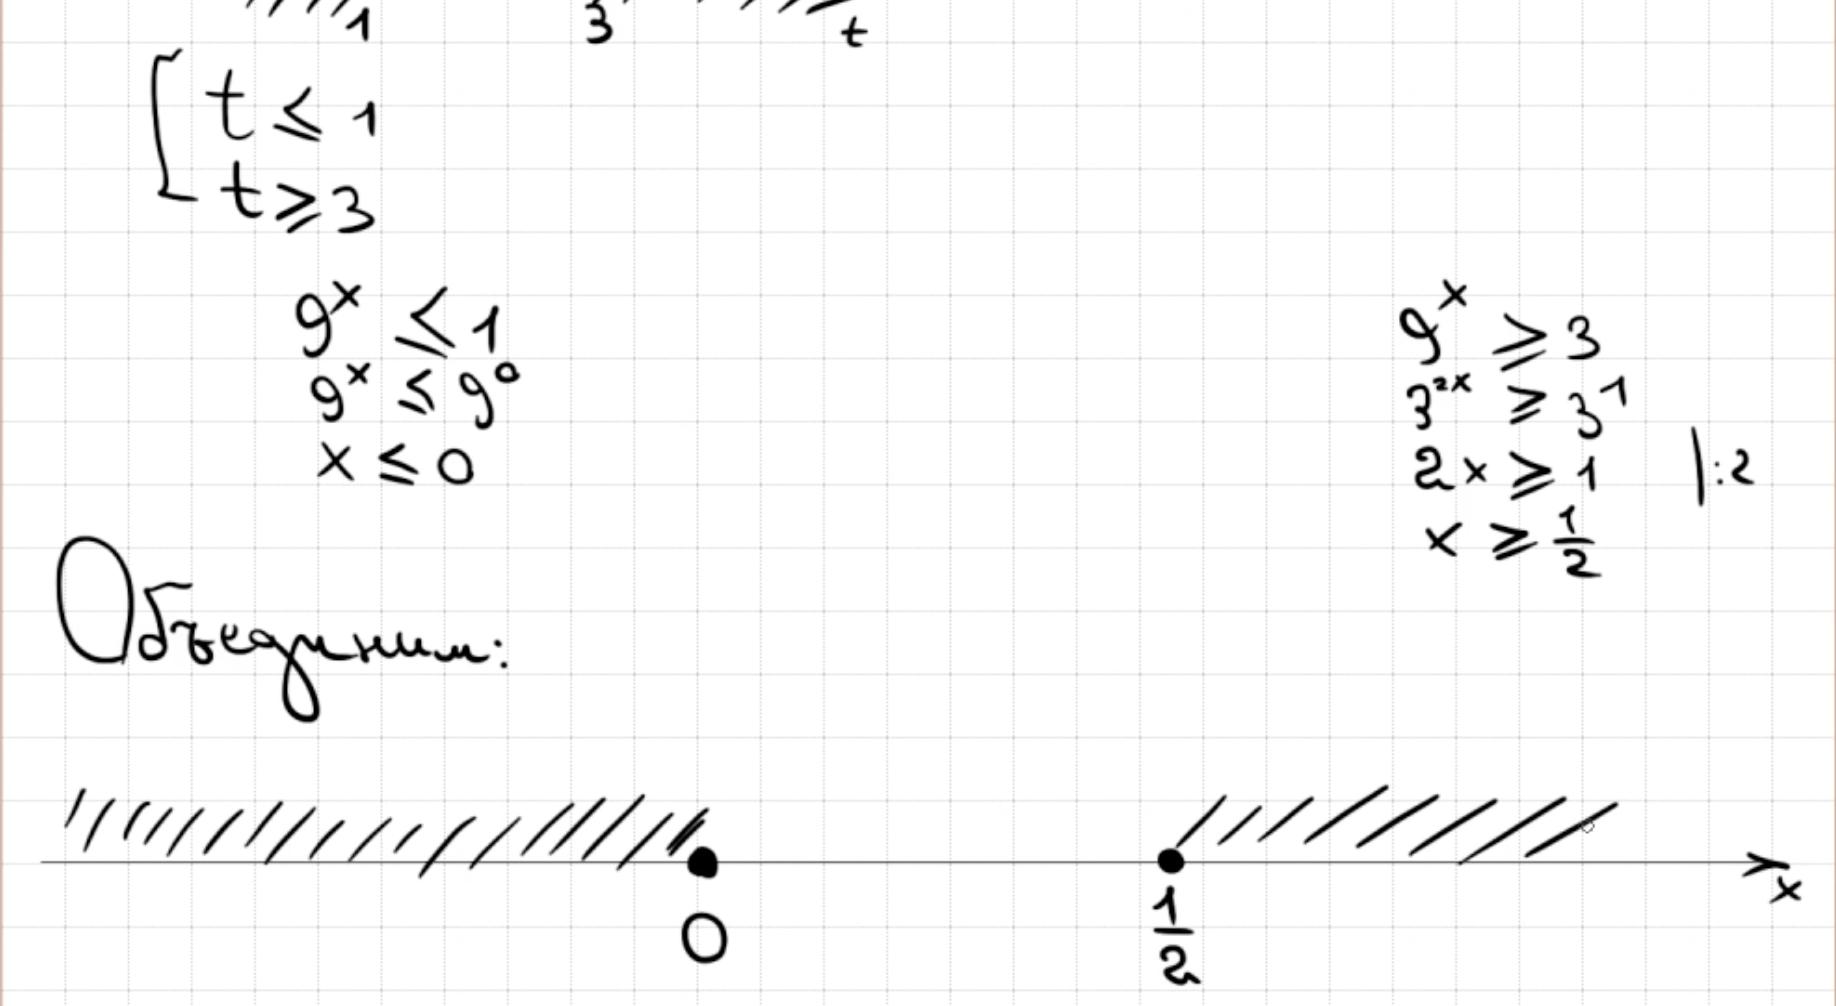 1 3 t
t ≤ 1
t ≥ 3
9ˣ ≤ 1
9ˣ ≤ 9⁰
x ≤ 0
9ˣ ≥ 3
3²ˣ ≥ 3¹
2x ≥ 1 |:2
x ≥ 1/2
Объединим:
0 1/2 x